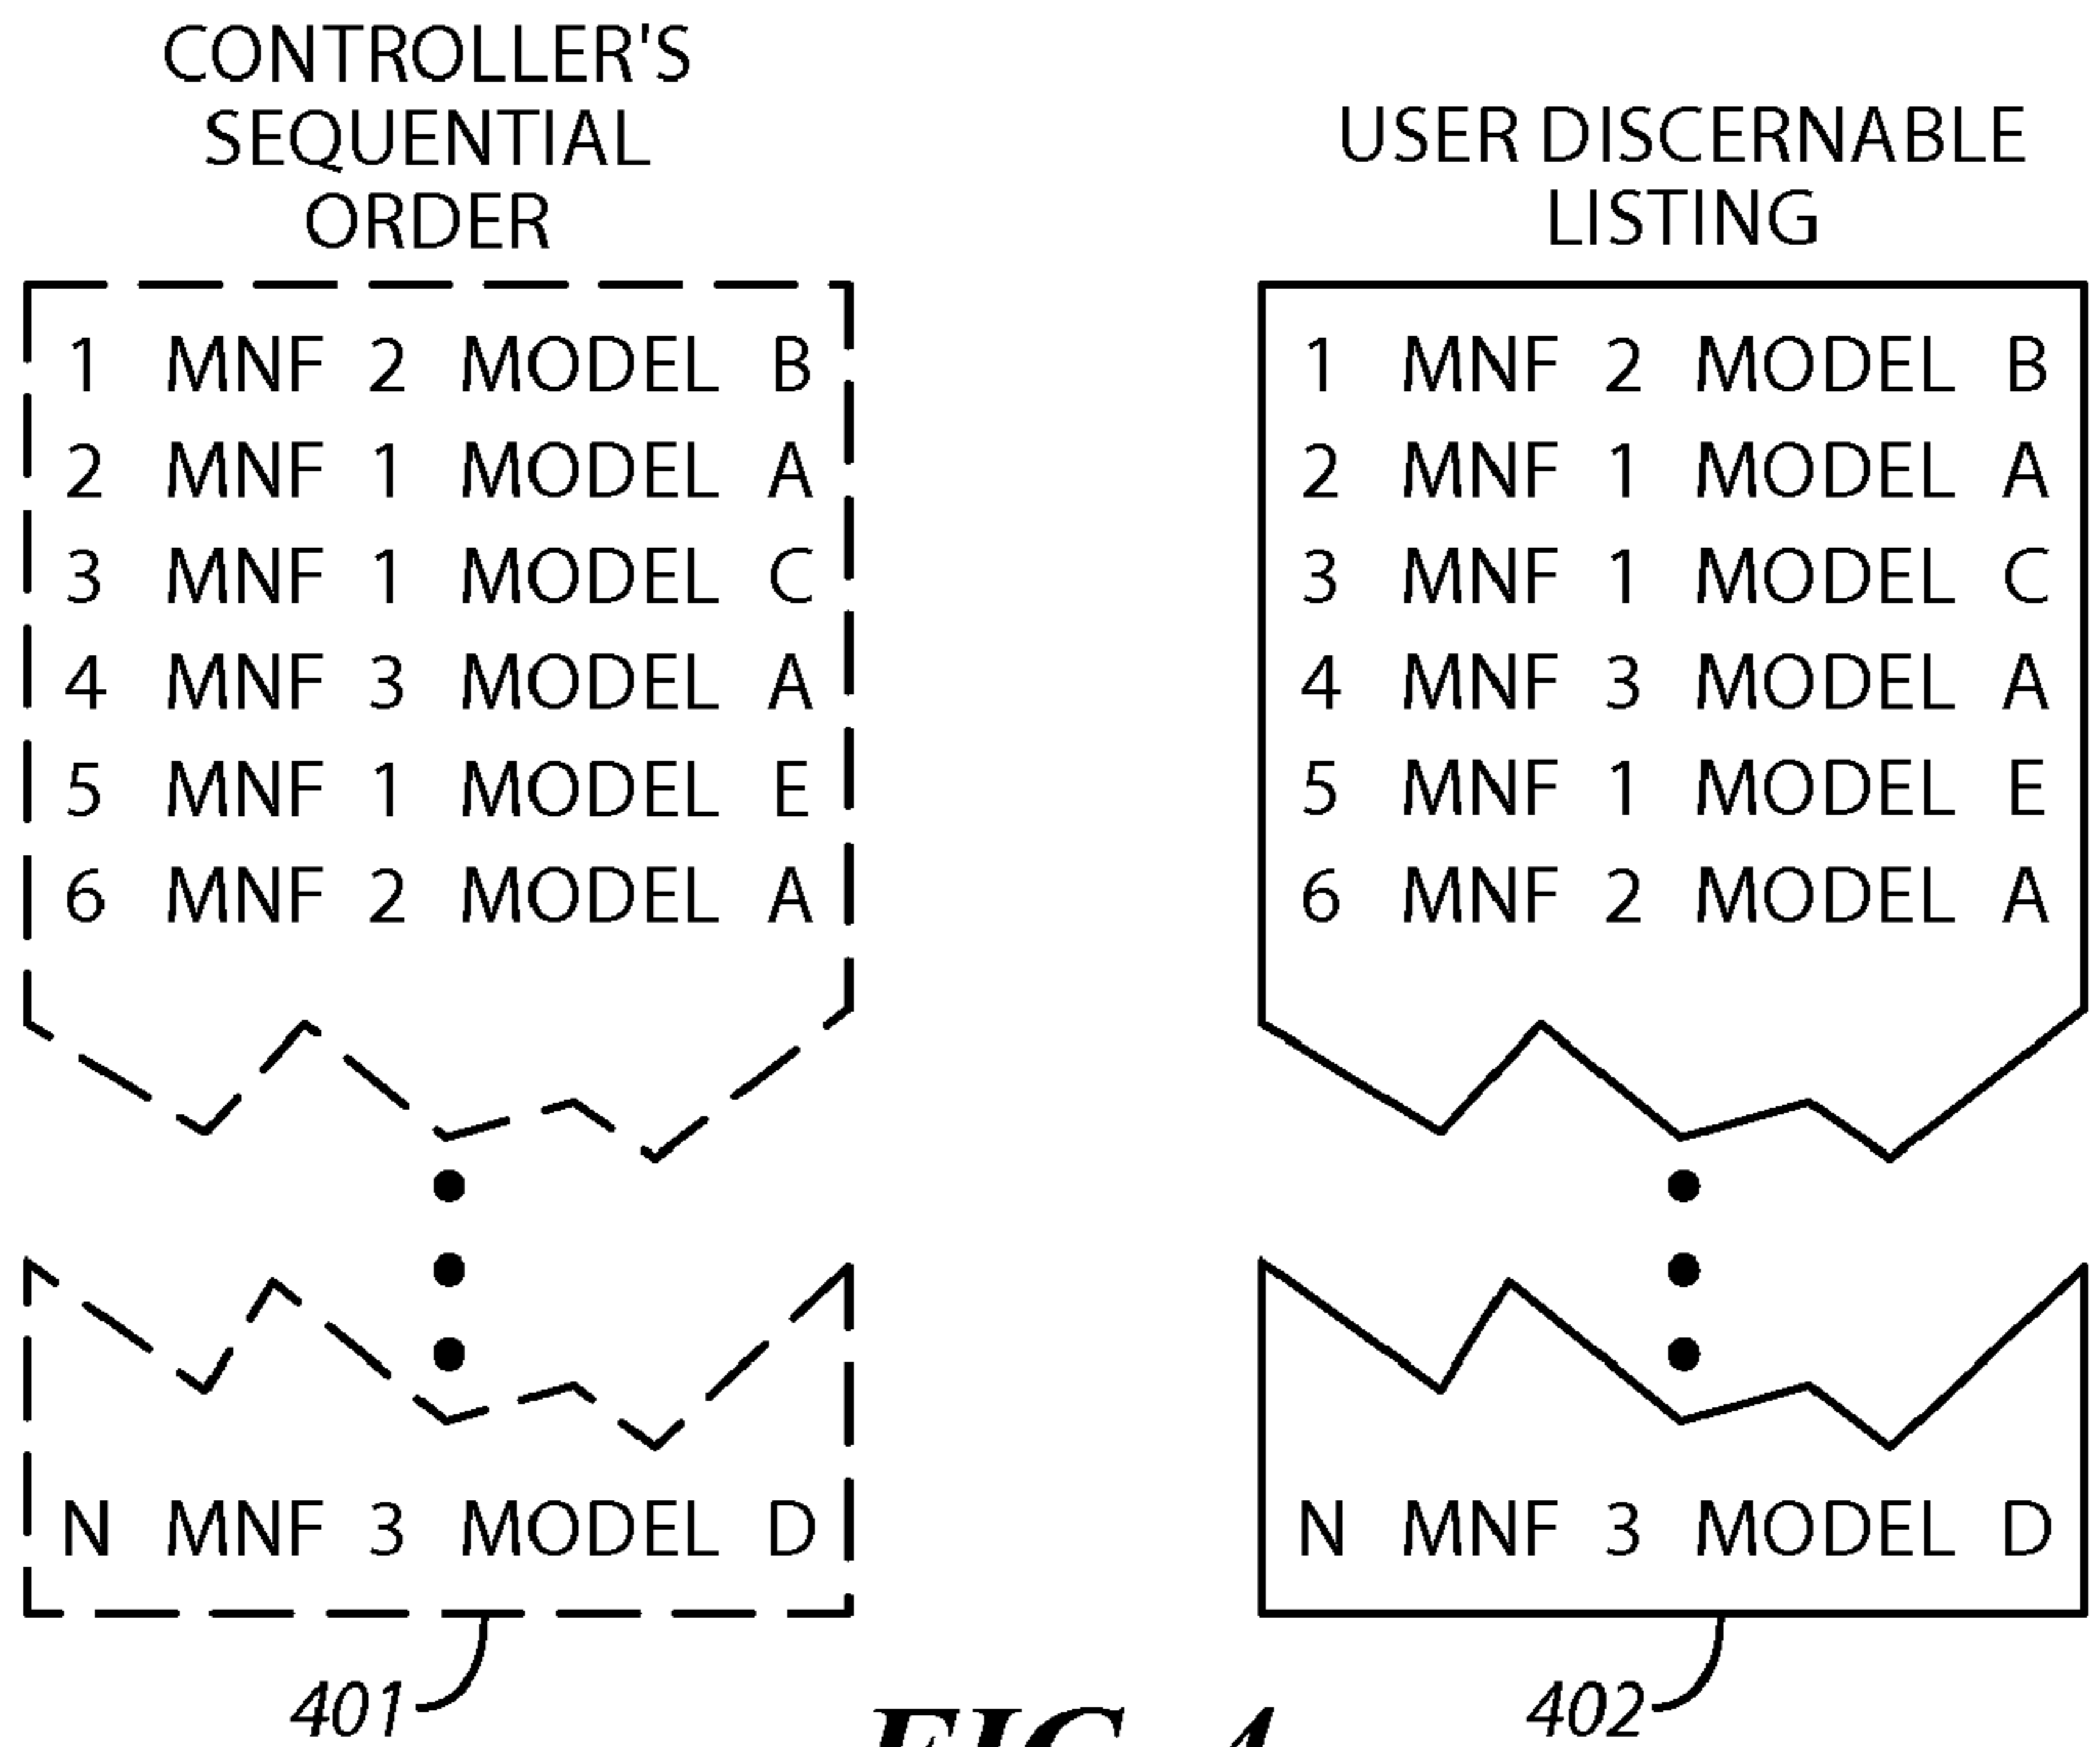 CONTROLLER'S
SEQUENTIAL
ORDER
1 MNF 2 MODEL B
2 MNF 1 MODEL A
3 MNF 1 MODEL C
4 MNF 3 MODEL A
5 MNF 1 MODEL E
6 MNF 2 MODEL A
N MNF 3 MODEL D
401
USER DISCERNABLE
LISTING
1 MNF 2 MODEL B
2 MNF 1 MODEL A
3 MNF 1 MODEL C
4 MNF 3 MODEL A
5 MNF 1 MODEL E
6 MNF 2 MODEL A
N MNF 3 MODEL D
402
FIG. 4